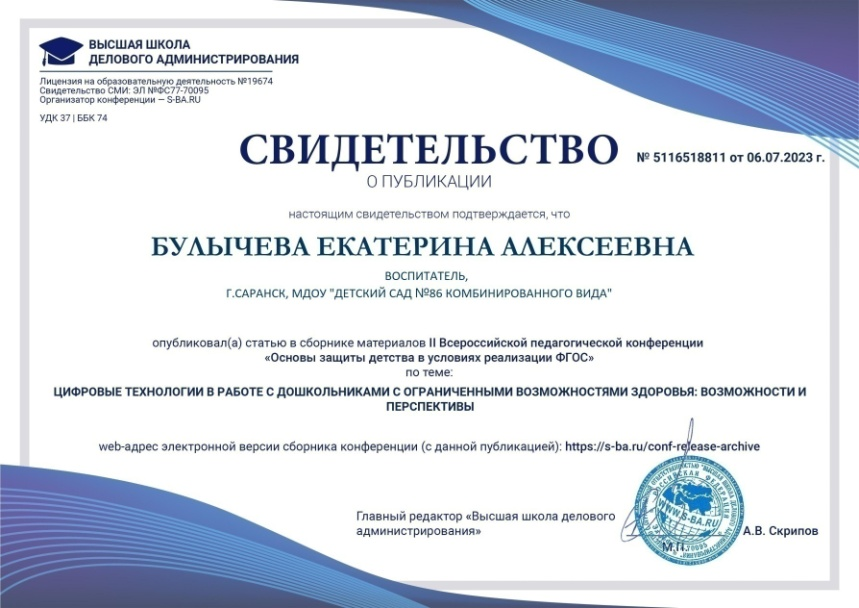 ВЫСШАЯ ШКОЛА
ДЕЛОВОГО АДМИНИСТРИРОВАНИЯ
Лицензия на образовательную деятельность №19674
Свидетельство СМИ: ЭЛ №ФС77-70095
Организатор конференции — S-BA.RU
УДК 37 | ББК 74
СВИДЕТЕЛЬСТВО
№ 5116518811 от 06.07.2023 г.
О ПУБЛИКАЦИИ
настоящим свидетельством подтверждается, что
БУЛЫЧЕВА ЕКАТЕРИНА АЛЕКСЕЕВНА
ВОСПИТАТЕЛЬ,
Г.САРАНСК, МДОУ "ДЕТСКИЙ САД №86 КОМБИНИРОВАННОГО ВИДА"
опубликовал(а) статью в сборнике материалов II Всероссийской педагогической конференции
«Основы защиты детства в условиях реализации ФГОС»
по теме:
ЦИФРОВЫЕ ТЕХНОЛОГИИ В РАБОТЕ С ДОШКОЛЬНИКАМИ С ОГРАНИЧЕННЫМИ ВОЗМОЖНОСТЯМИ ЗДОРОВЬЯ: ВОЗМОЖНОСТИ И
ПЕРСПЕКТИВЫ
web-адрес электронной версии сборника конференции (с данной публикацией): https://s-ba.ru/conf-release-archive
Главный редактор «Высшая школа делового
администрирования»
WWW.S-BA.RU
А.В. Скрипов
М.П.